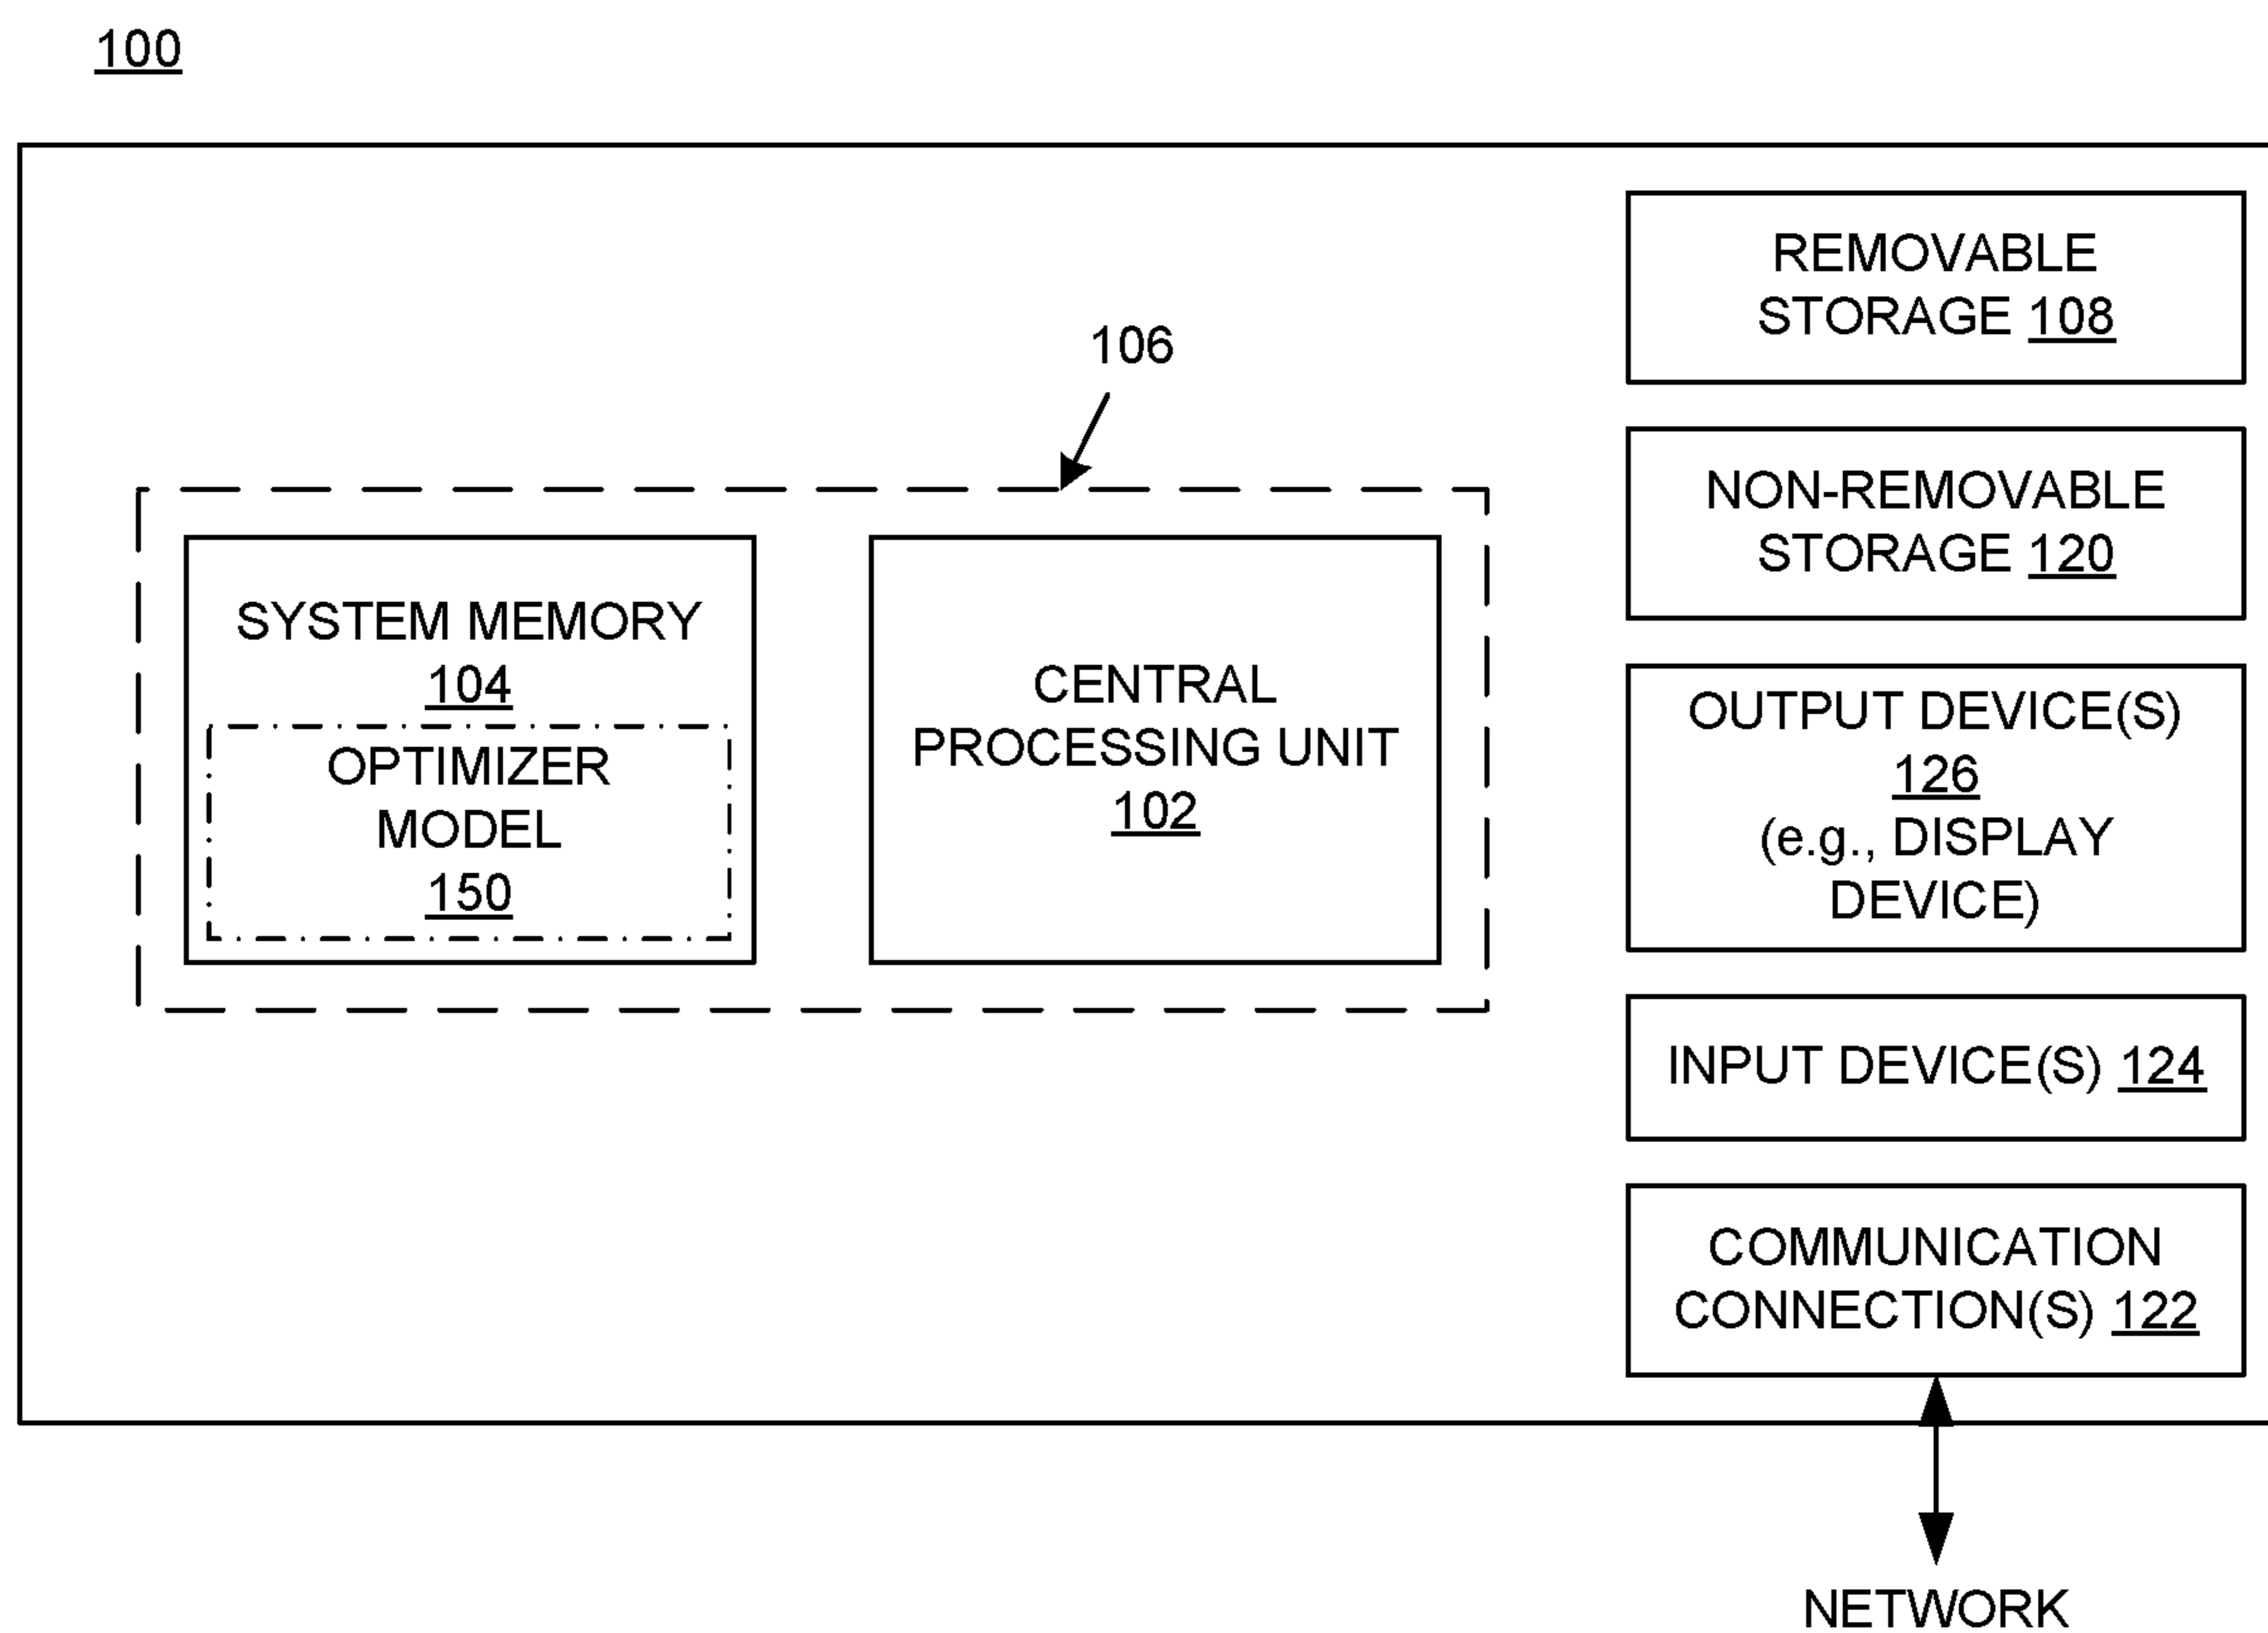 100
REMOVABLE
STORAGE 108
106
NON-REMOVABLE
STORAGE 120
SYSTEM MEMORY
104
OPTIMIZER
MODEL
150
CENTRAL
PROCESSING UNIT
102
OUTPUT DEVICE(S)
126
(e.g., DISPLAY
DEVICE)
INPUT DEVICE(S) 124
COMMUNICATION
CONNECTION(S) 122
NETWORK